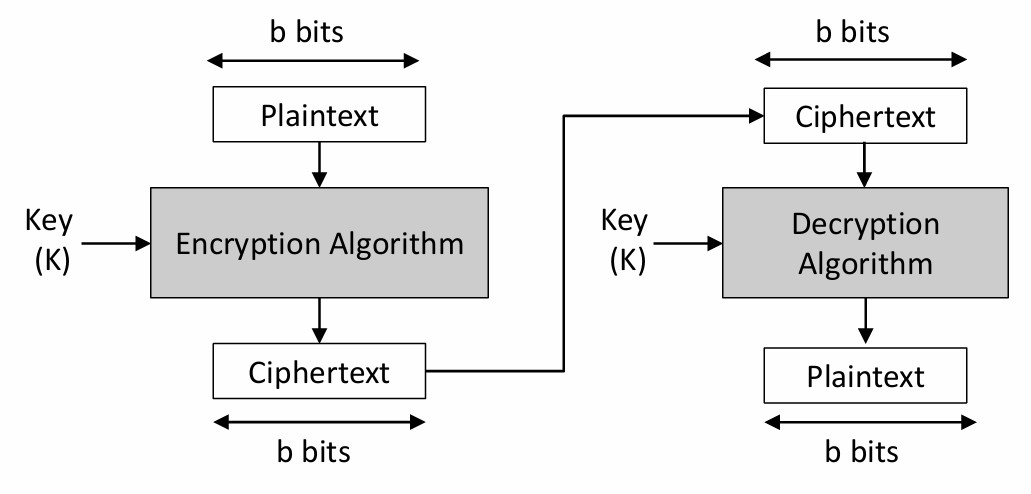 b bits
Plaintext
Key
(K)
Encryption Algorithm
Ciphertext
b bits
b bits
Ciphertext
Key
(K)
Decryption
Algorithm
Plaintext
b bits